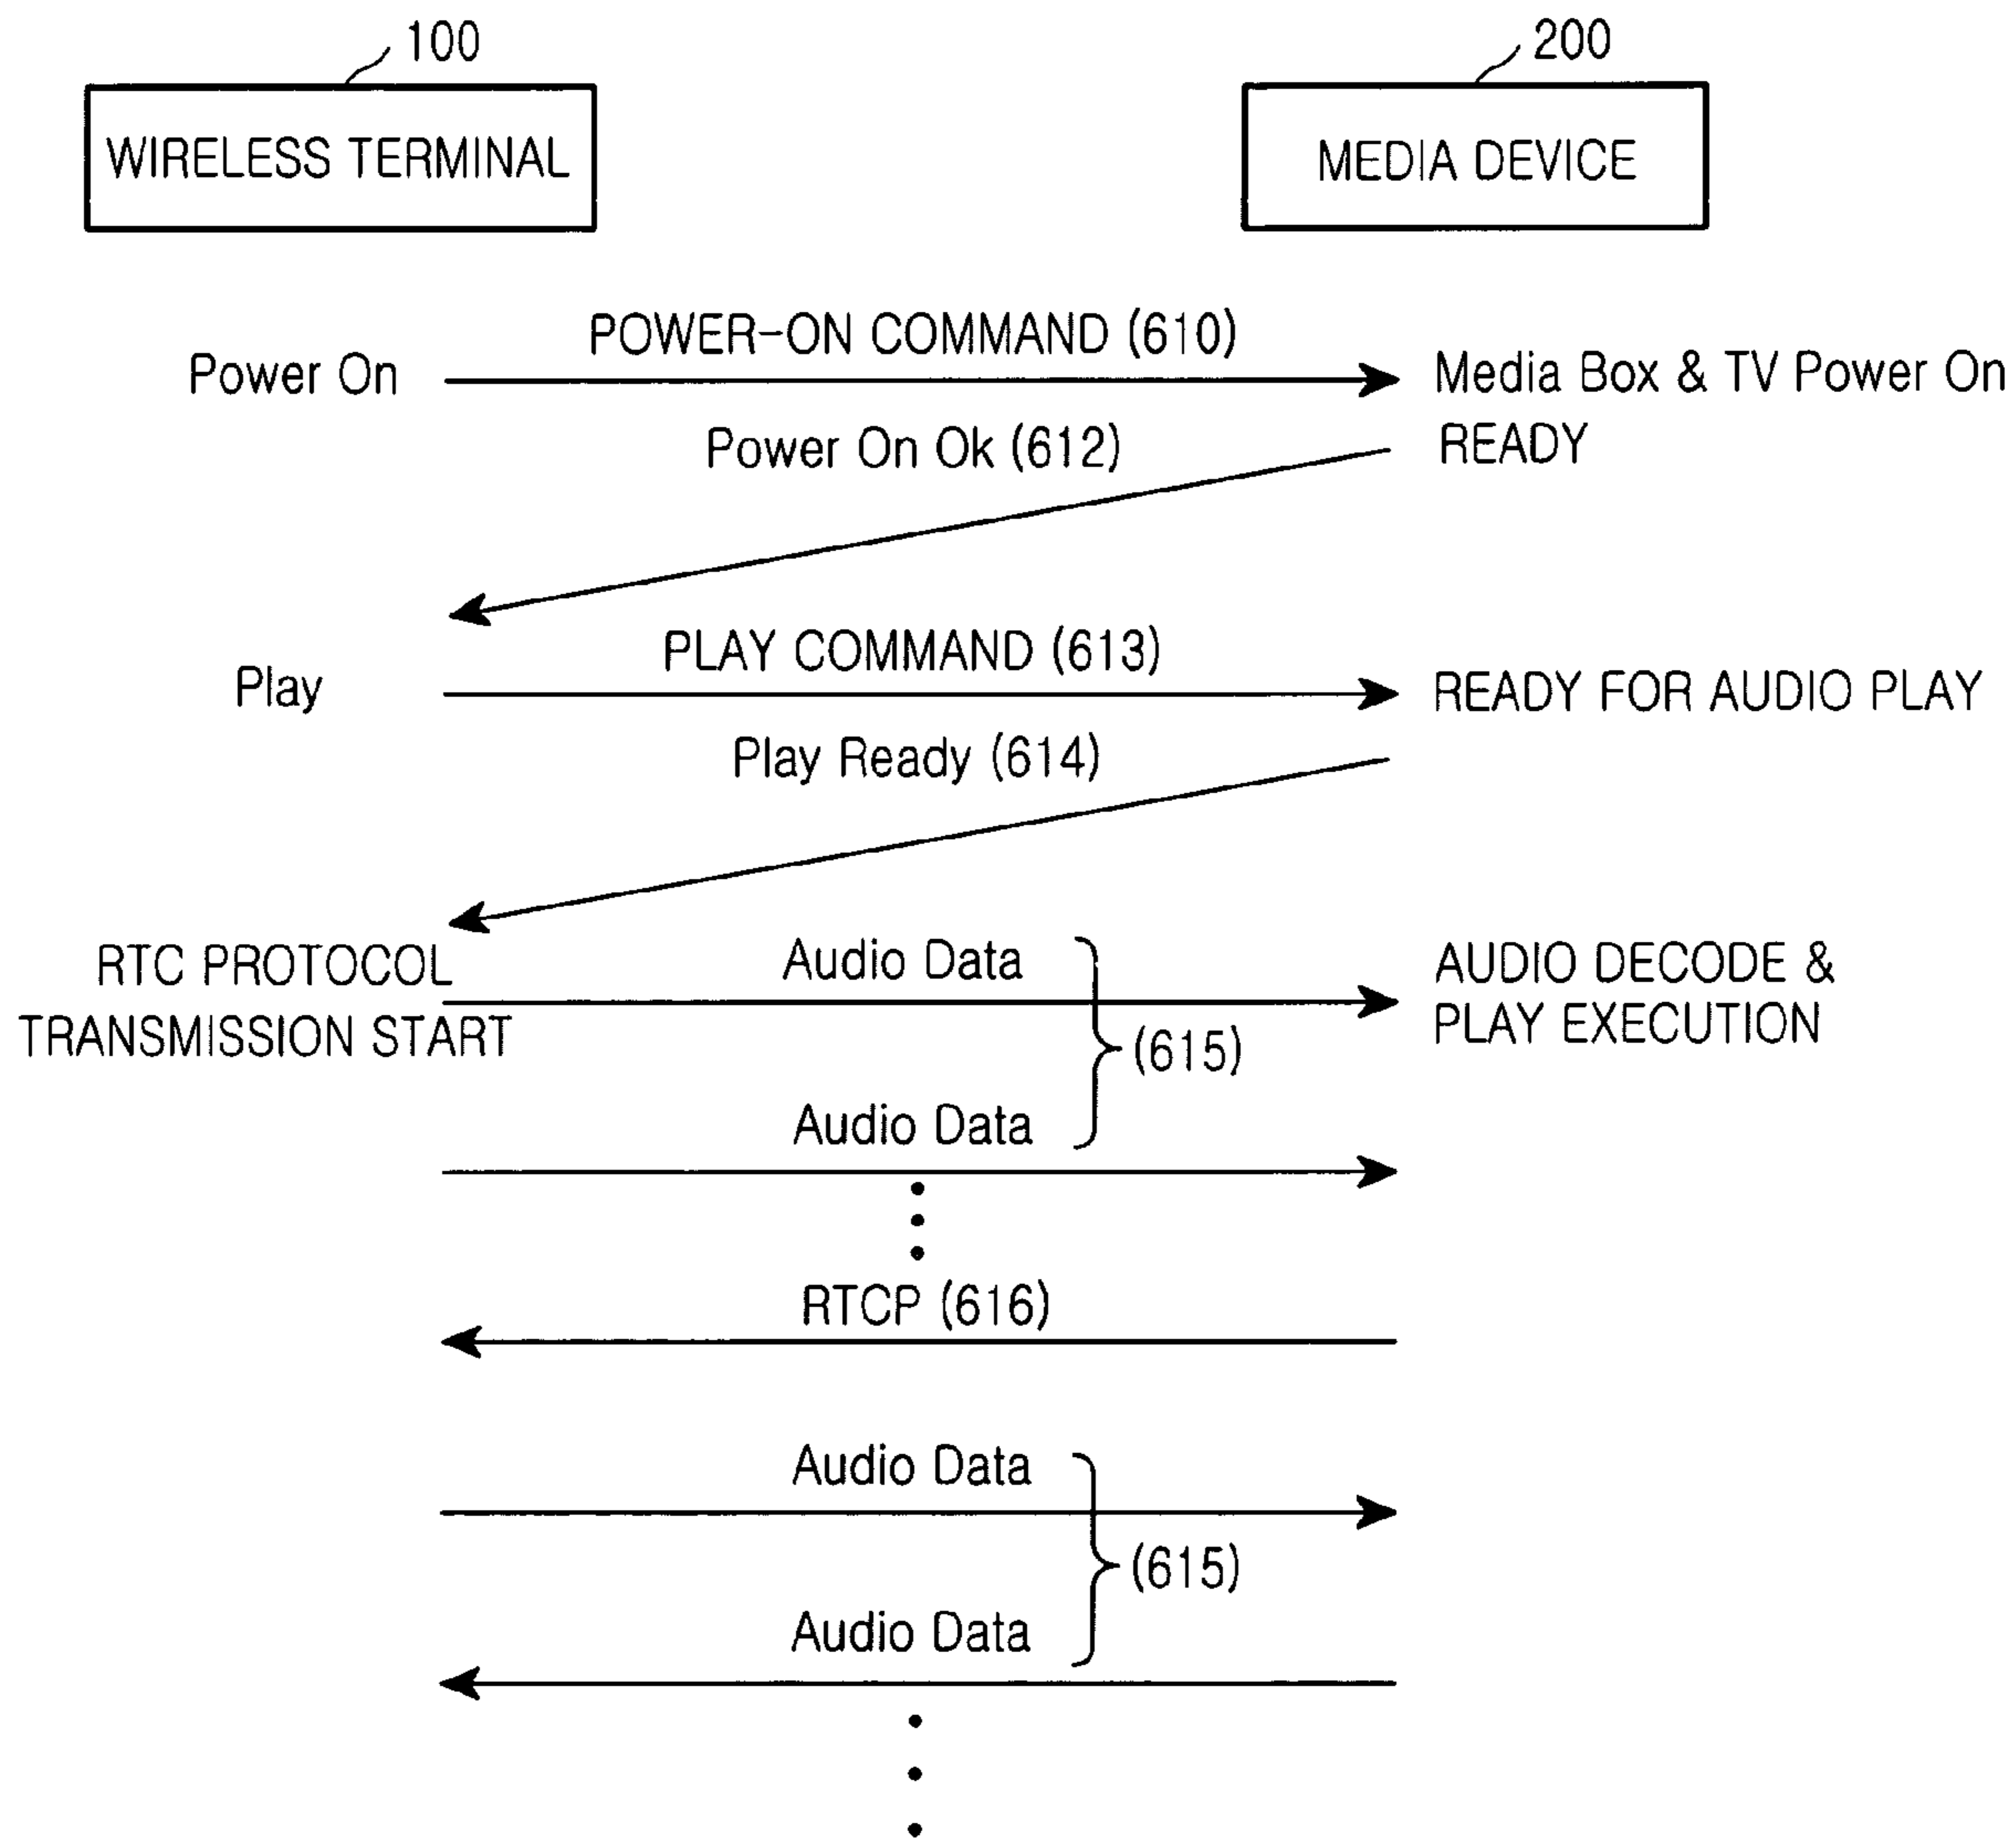 100
200
WIRELESS TERMINAL
MEDIA DEVICE
POWER-ON COMMAND (610)
Power On
Media Box & TV Power On
Power On Ok (612)
READY
PLAY COMMAND (613)
Play
READY FOR AUDIO PLAY
Play Ready (614)
RTC PROTOCOL
TRANSMISSION START
Audio Data
AUDIO DECODE &
PLAY EXECUTION
(615)
Audio Data
RTCP (616)
Audio Data
(615)
Audio Data